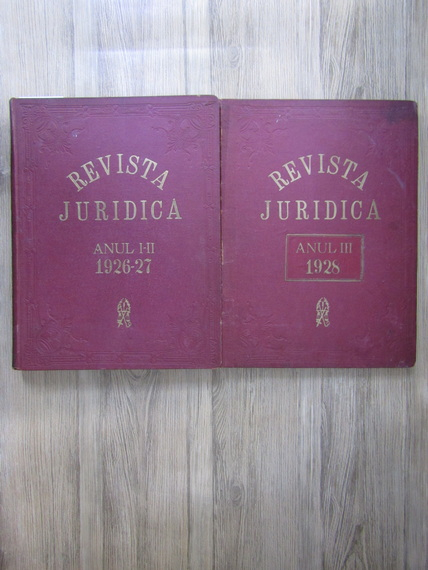 REVISTA
JURIDICA
ANUL I-II
1926-27
REVISTA
JURIDICA
ANUL III
1928